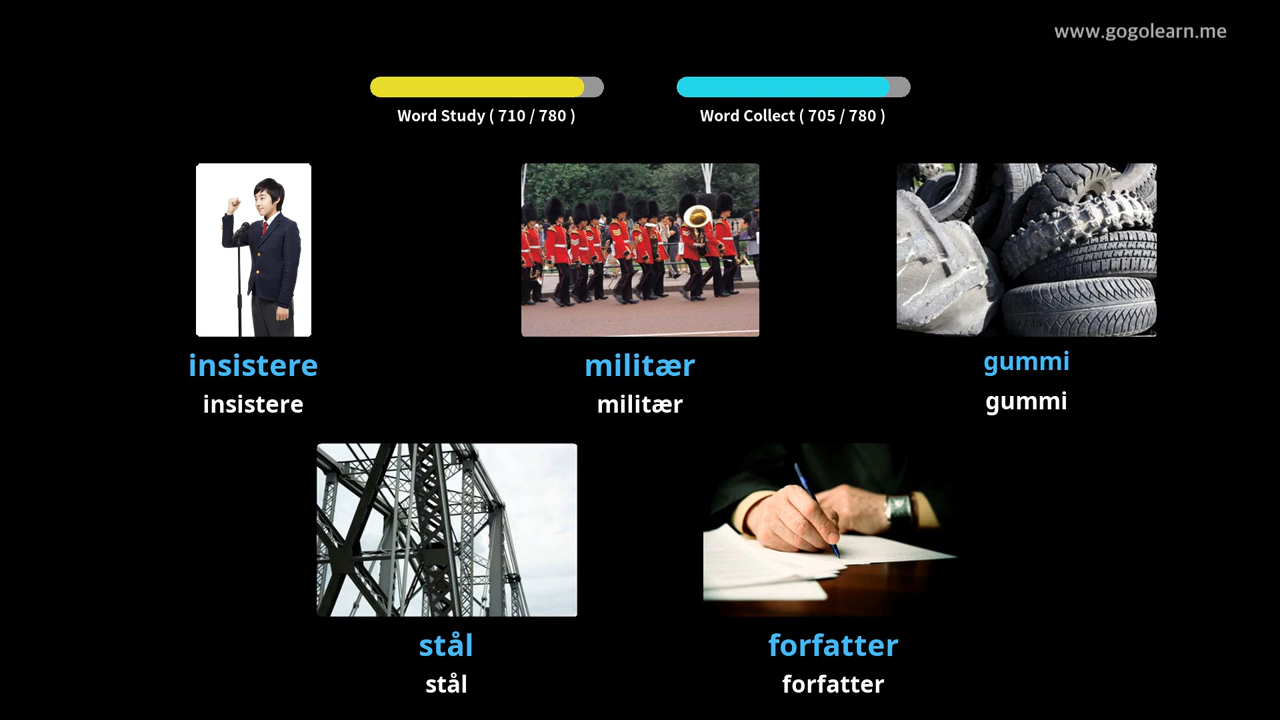 www.gogolearn.me
Word Study ( 710 / 780 )
Word Collect ( 705 / 780 )
insistere
insistere
militær
militær
gummi
gummi
stål
stål
forfatter
forfatter